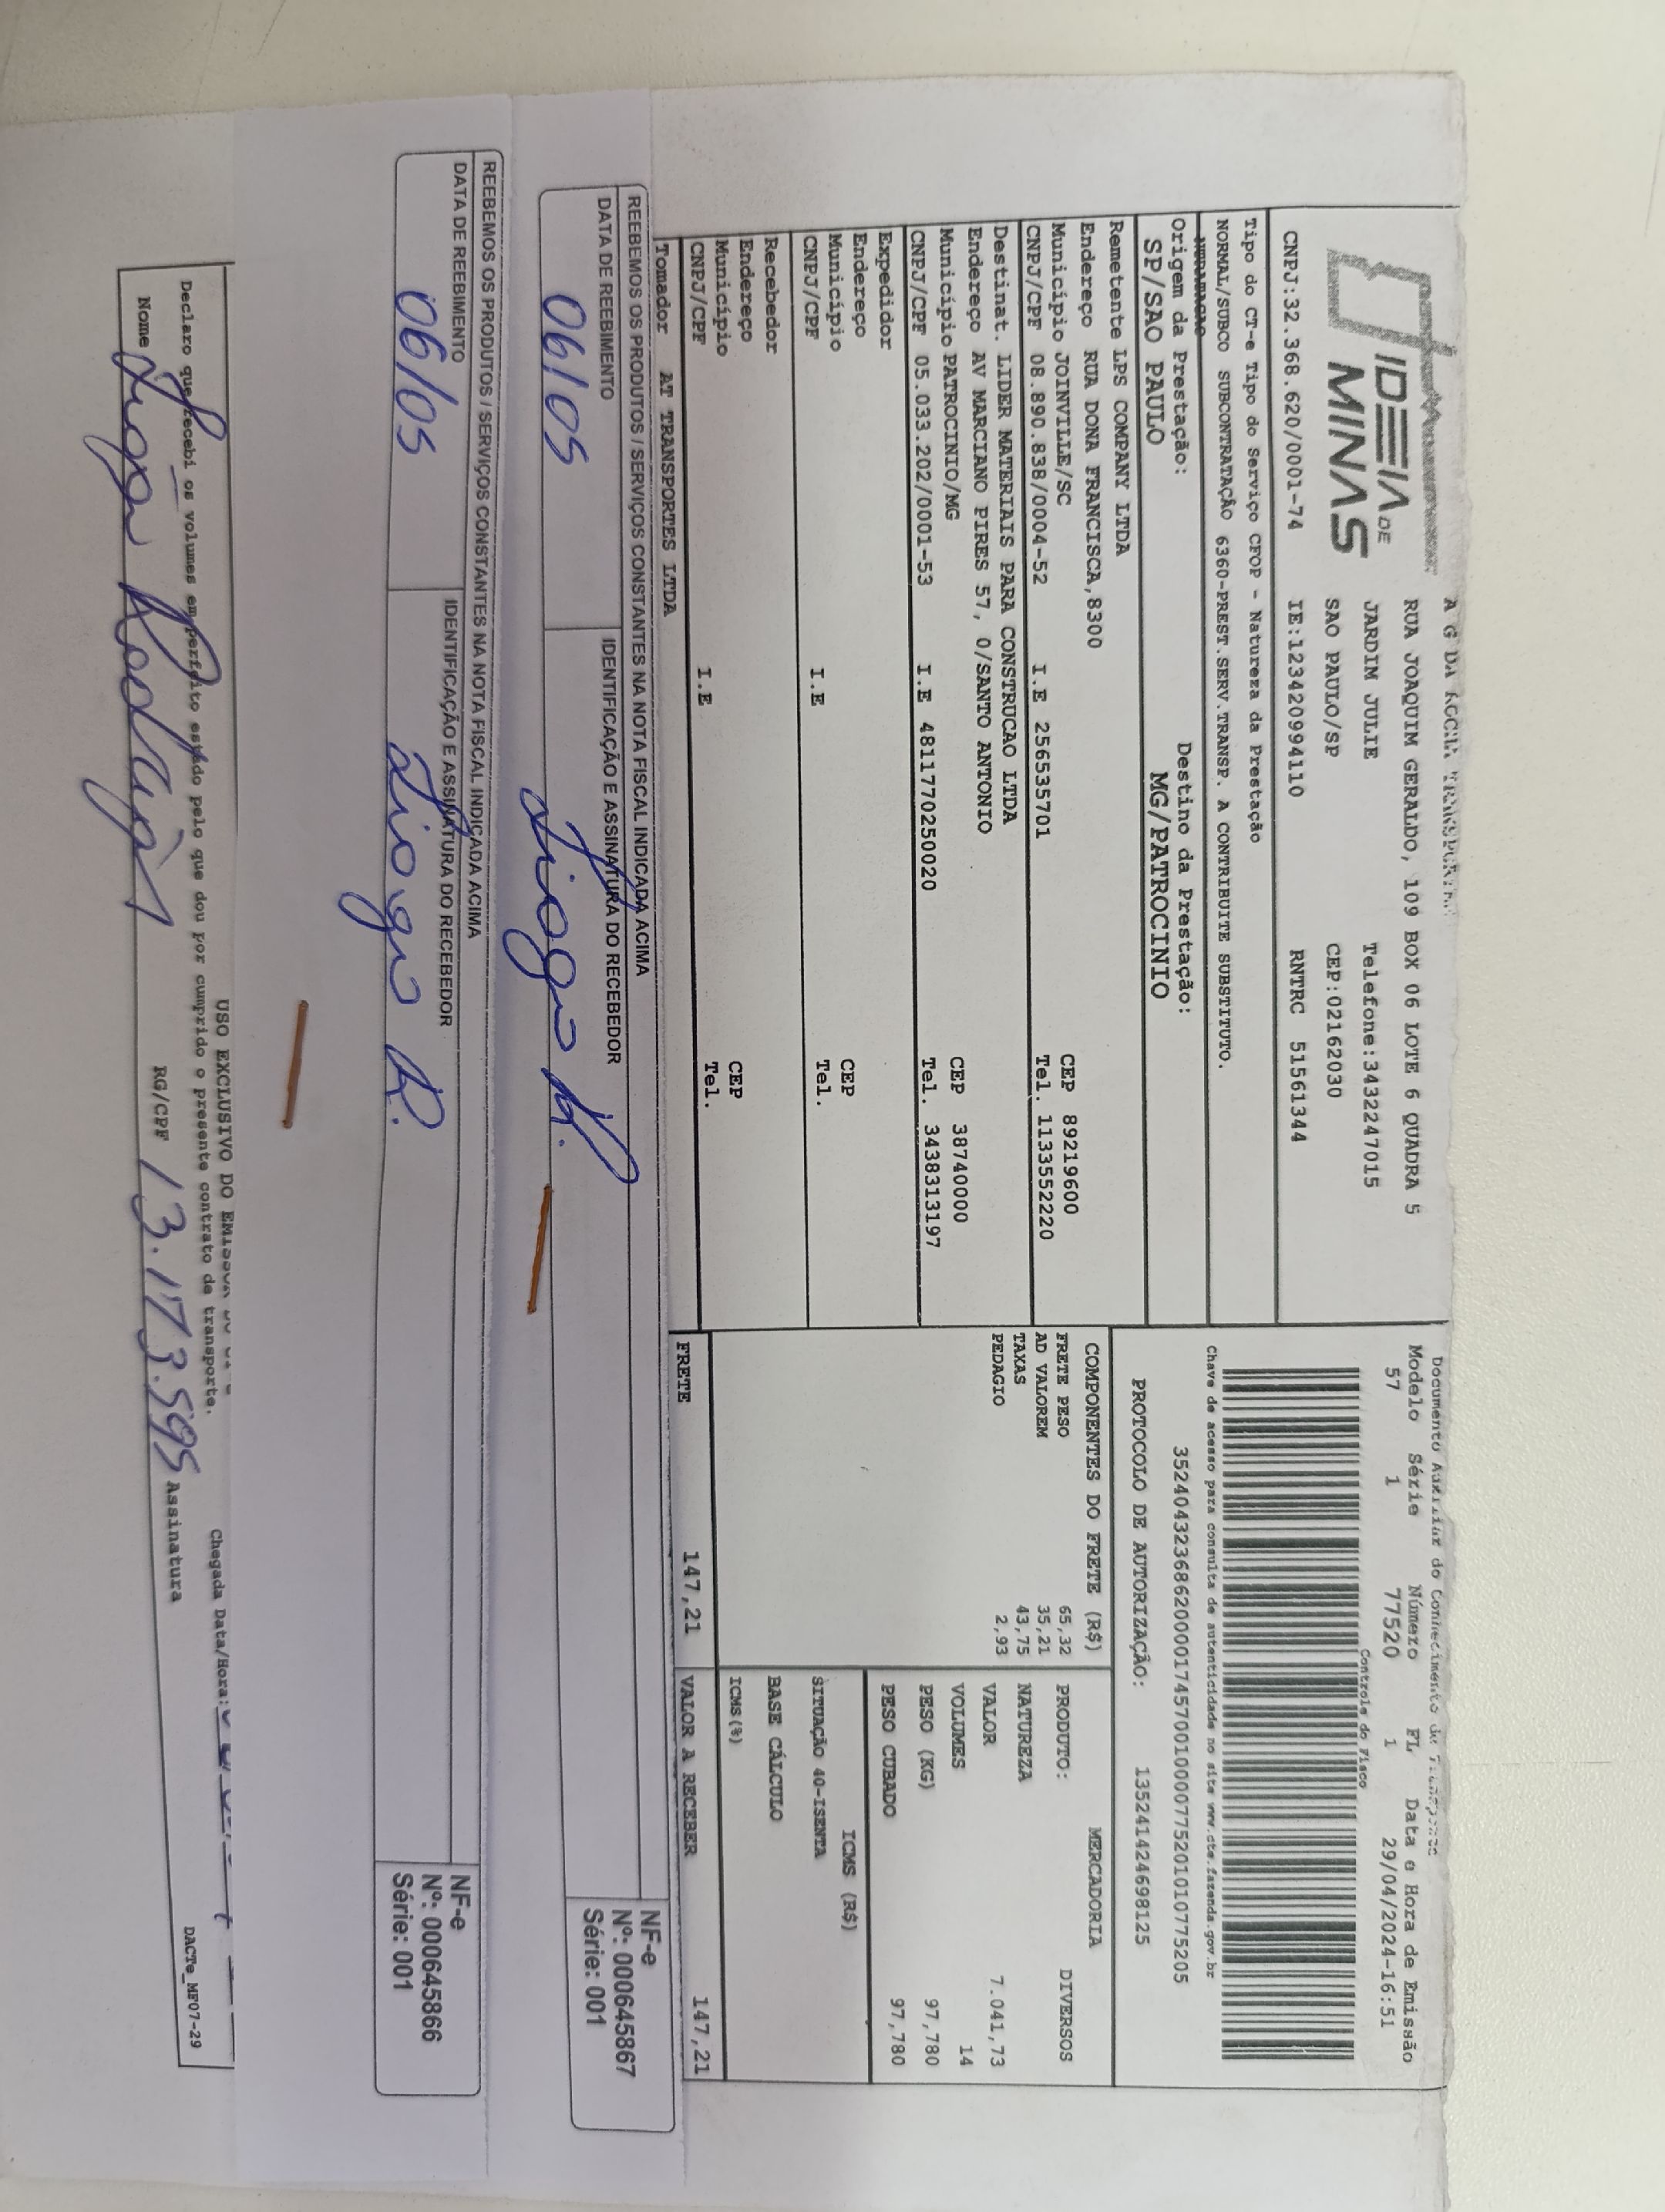 IDEIA DE
MINAS
A G DA
RUA JOAQUIM GERALDO, 109 BOX 06 LOTE 6 QUADRA 5
JARDIM JULIE Telefone:3432247015
SAO PAULO/SP CEP:02162030
CNPJ:32.368.620/0001-74 IE:123420994110 RNTRC 51561344
Documento Auxiliar do Conhecimento de
Modelo Série Número FL Data e Hora de Emissão
57 1 77520 1 29/04/2024-16:51
Controle do Fisco
Tipo do CT-e Tipo do Serviço CFOP - Natureza da Prestação
NORMAL/SUBCO SUBCONTRATAÇÃO 6360-PREST.SERV.TRANSP. A CONTRIBUITE SUBSTITUTO.
Chave de acesso para consulta de autenticidade no site www.cte.fazenda.gov.br
35240432368620000174570010000775201010775205
Origem da Prestação: Destino da Prestação:
SP/SAO PAULO MG/PATROCINIO
PROTOCOLO DE AUTORIZAÇÃO: 135241424698125
Remetente LPS COMPANY LTDA
Endereço RUA DONA FRANCISCA,8300
Município JOINVILLE/SC CEP 89219600
CNPJ/CPF 08.890.838/0004-52 I.E 256535701 Tel. 1133552220
Destinat. LIDER MATERIAIS PARA CONSTRUCAO LTDA
Endereço AV MARCIANO PIRES 57, 0/SANTO ANTONIO
Município PATROCINIO/MG CEP 38740000
CNPJ/CPF 05.033.202/0001-53 I.E 4811770250020 Tel. 3438313197
Expedidor
Endereço
Município CEP
CNPJ/CPF I.E Tel.
Recebedor
Endereço
Município CEP
CNPJ/CPF I.E Tel.
Tomador AT TRANSPORTES LTDA
COMPONENTES DO FRETE (R$)
FRETE PESO 65,32
AD VALOREM 35,21
TAXAS 43,75
PEDAGIO 2,93
FRETE 147,21
MERCADORIA
PRODUTO: DIVERSOS
NATUREZA
VALOR 7.041,73
VOLUMES 14
PESO (KG) 97,780
PESO CUBADO 97,780
ICMS (R$)
SITUAÇÃO 40-ISENTA
BASE CÁLCULO
ICMS(%)
VALOR A RECEBER 147,21
REEBEMOS OS PRODUTOS / SERVIÇOS CONSTANTES NA NOTA FISCAL INDICADA ACIMA
DATA DE REEBIMENTO IDENTIFICAÇÃO E ASSINATURA DO RECEBEDOR
06/05 Diogo R.
NF-e
Nº: 000645867
Série: 001
REEBEMOS OS PRODUTOS / SERVIÇOS CONSTANTES NA NOTA FISCAL INDICADA ACIMA
DATA DE REEBIMENTO IDENTIFICAÇÃO E ASSINATURA DO RECEBEDOR
06/05 Diogo R.
NF-e
Nº: 000645866
Série: 001
USO EXCLUSIVO DO Chegada Data/Hora:
Declaro que recebi os volumes em perfeito estado pelo que dou por cumprido o presente contrato de transporte.
Nome Diogo RG/CPF 13.173.595 Assinatura
DACTe_MF07-29